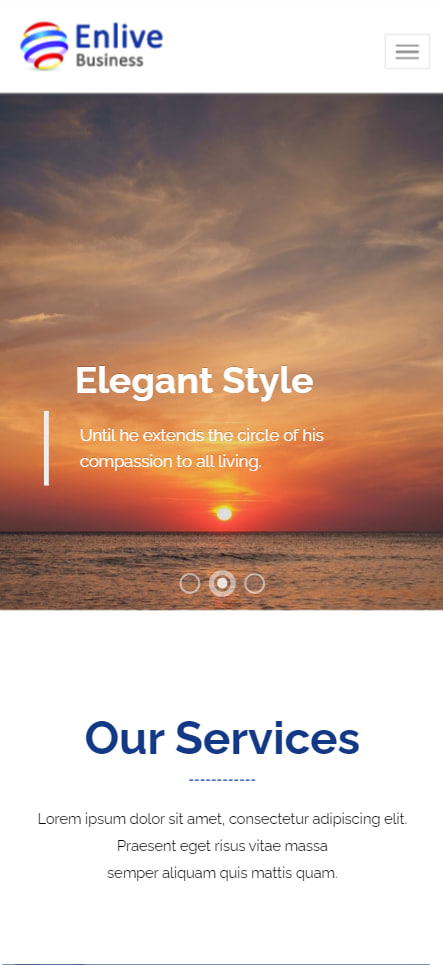 Enlive
Business
Elegant Style
Until he extends the circle of his
compassion to all living.
Our Services
------------
Lorem ipsum dolor sit amet, consectetur adipiscing elit.
Praesent eget risus vitae massa
semper aliquam quis mattis quam.